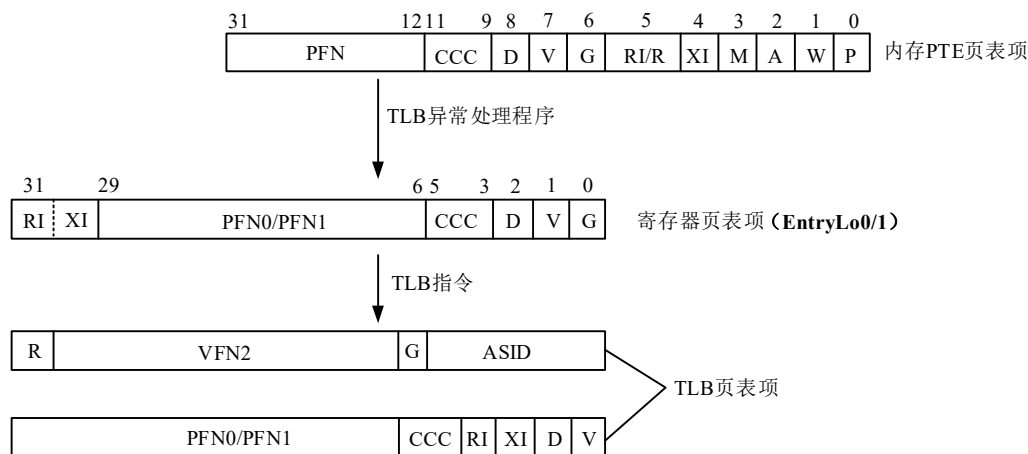 31 12 11 9 8 7 6 5 4 3 2 1 0
PFN CCC D V G RI/R XI M A W P 内存PTE页表项
TLB异常处理程序
31 29 6 5 3 2 1 0
RI XI PFN0/PFN1 CCC D V G 寄存器页表项（EntryLo0/1）
TLB指令
R VFN2 G ASID
TLB页表项
PFN0/PFN1 CCC RI XI D V